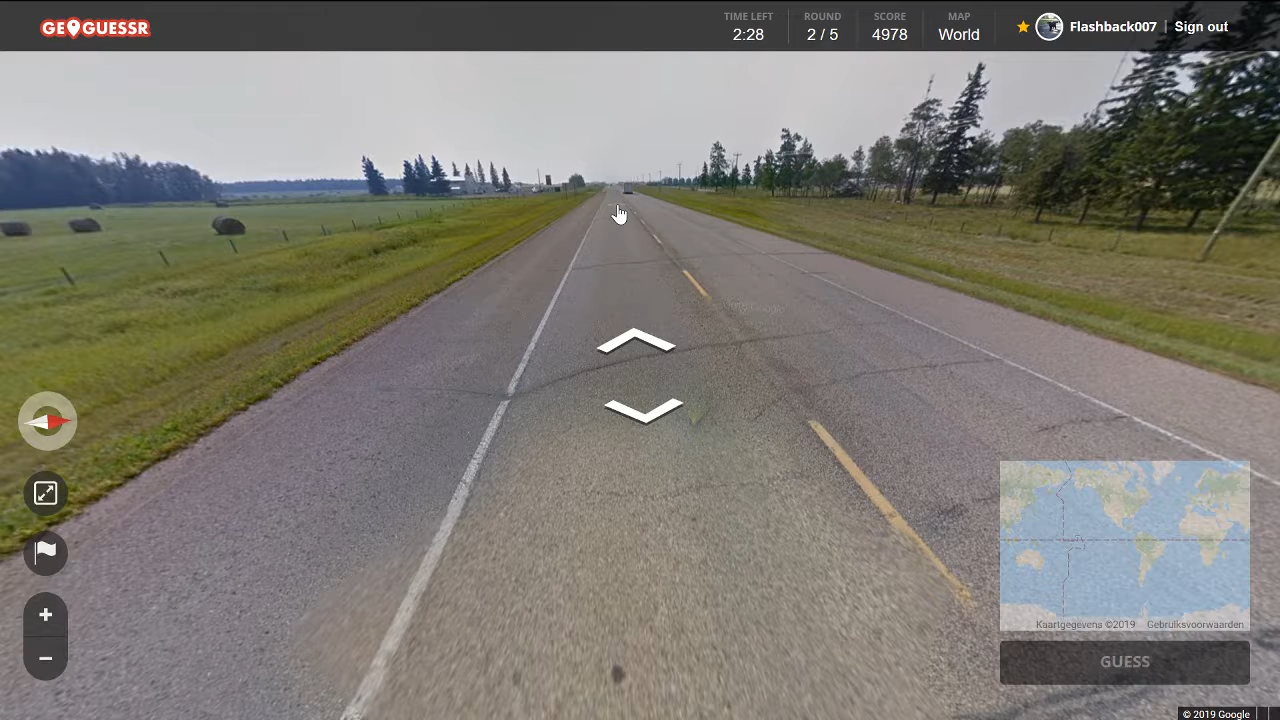 GEOGUESSR
TIME LEFT
2:28
ROUND
2 / 5
SCORE
4978
MAP
World
Flashback007 | Sign out
Kaartgegevens ©2019 Gebruiksvoorwaarden
GUESS
© 2019 Google